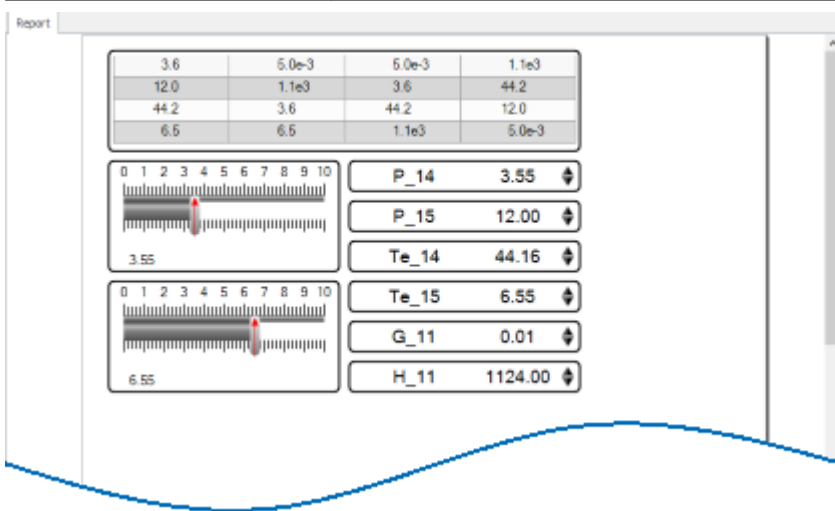 Report
3.6 5.0e-3 5.0e-3 1.1e3
12.0 1.1e3 3.6 44.2
44.2 3.6 44.2 12.0
6.5 6.5 1.1e3 5.0e-3
0 1 2 3 4 5 6 7 8 9 10
3.55
0 1 2 3 4 5 6 7 8 9 10
6.55
P_14 3.55
P_15 12.00
Te_14 44.16
Te_15 6.55
G_11 0.01
H_11 1124.00